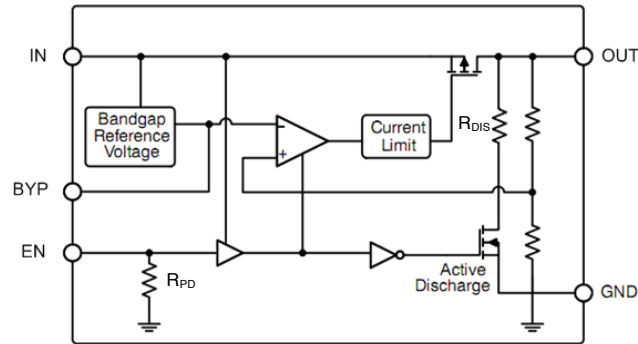 IN
OUT
Bandgap
Reference
Voltage
-
+
Current
Limit
RDIS
BYP
EN
RPD
Active
Discharge
GND